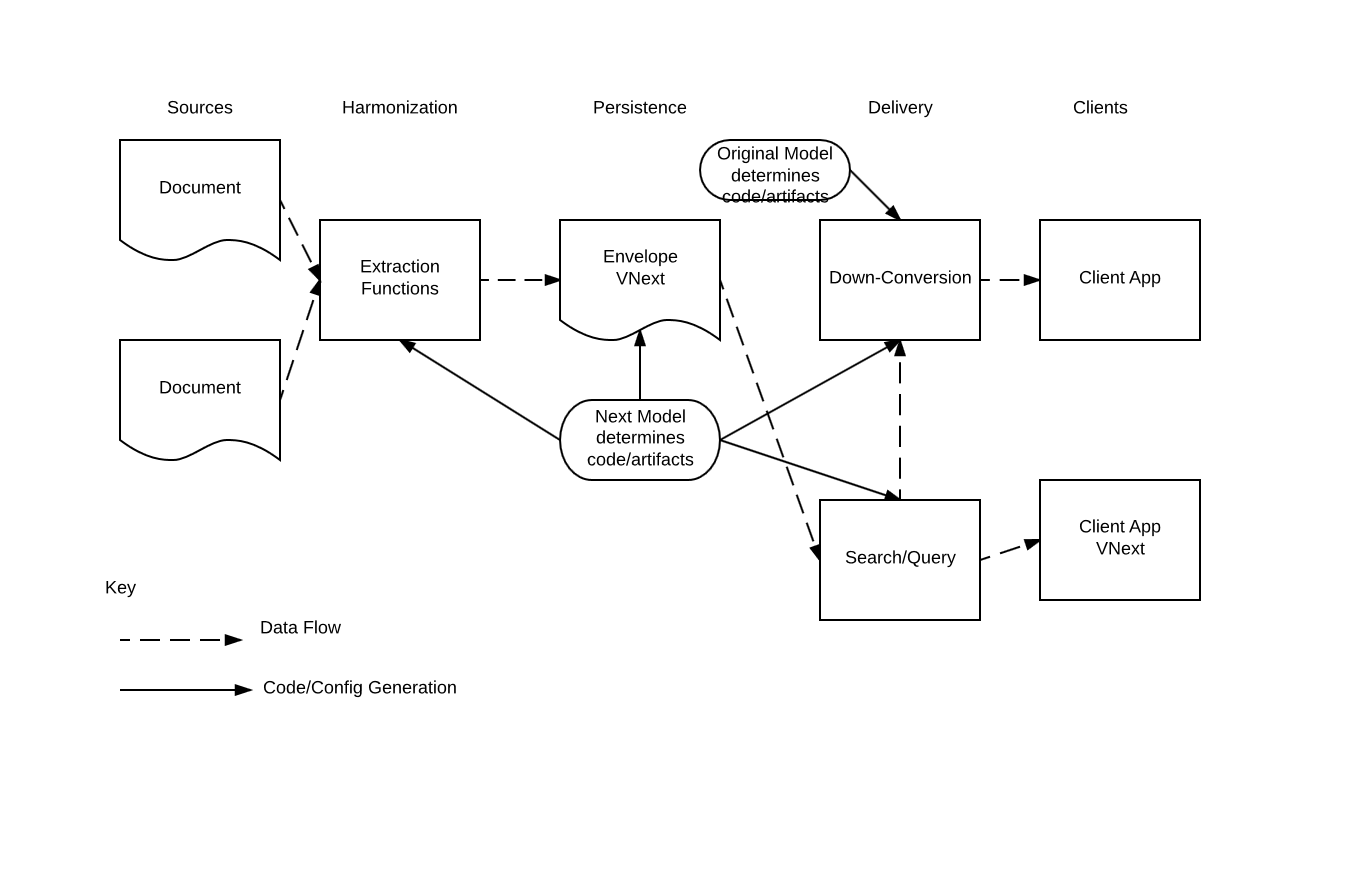 Sources
Harmonization
Persistence
Delivery
Clients
Document
Original Model
determines
code/artifacts
Extraction
Functions
Envelope
VNext
Down-Conversion
Client App
Document
Next Model
determines
code/artifacts
Search/Query
Client App
VNext
Key
Data Flow
Code/Config Generation